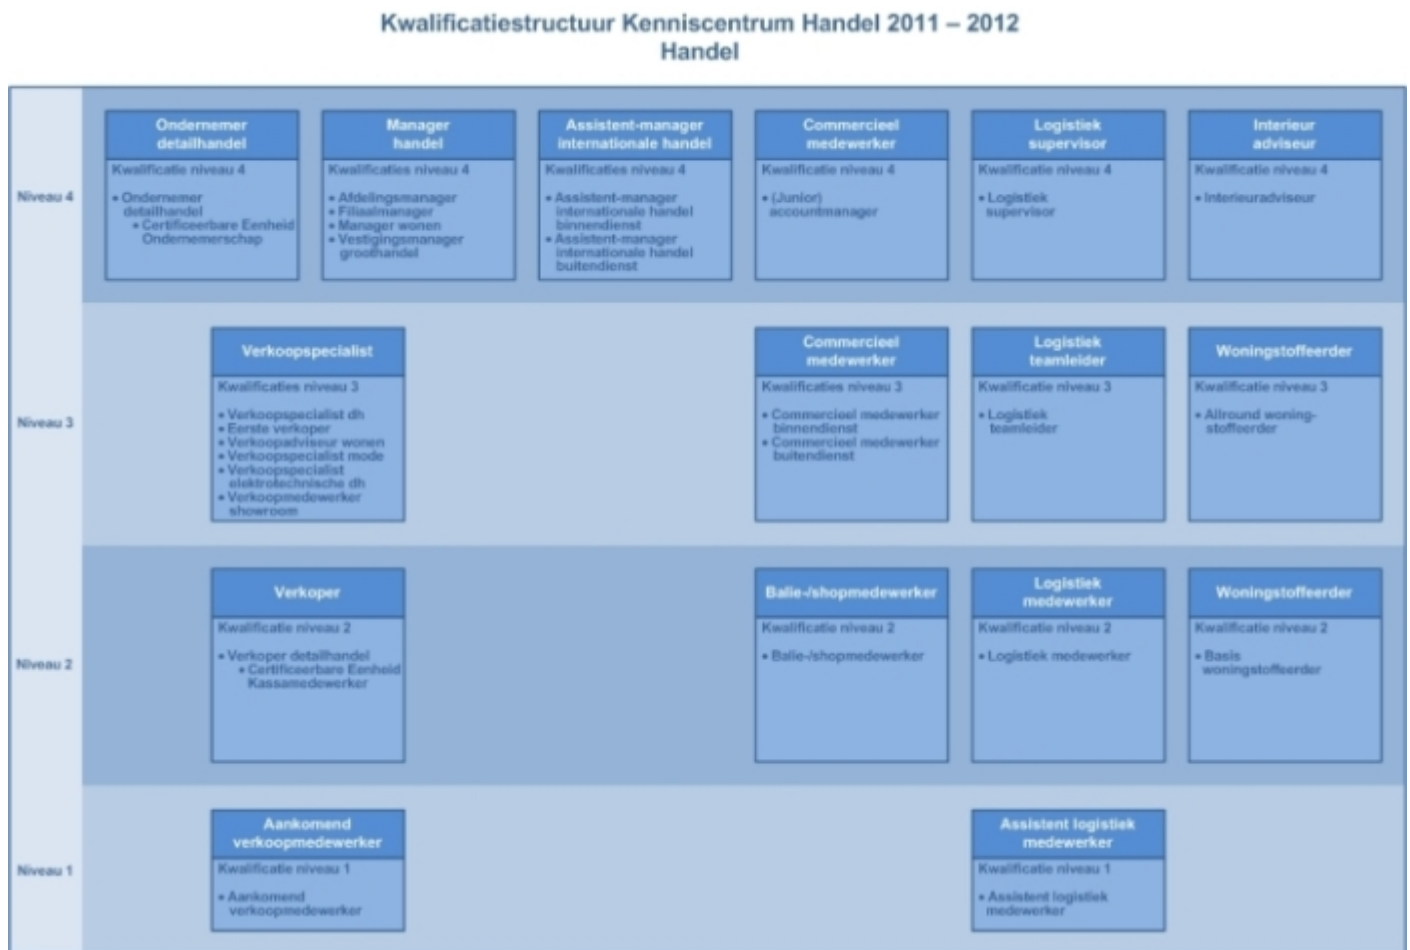 Kwalificatiestructuur Kenniscentrum Handel 2011 – 2012
Handel
Niveau 4
Ondernemer
detailhandel
Kwalificatie niveau 4
• Ondernemer
detailhandel
• Certificeerbare Eenheid
Ondernemerschap
Manager
handel
Kwalificaties niveau 4
• Afdelingsmanager
• Filiaalmanager
• Manager wonen
• Vestigingsmanager
groothandel
Assistent-manager
internationale handel
Kwalificaties niveau 4
• Assistent-manager
internationale handel
binnendienst
• Assistent-manager
internationale handel
buitendienst
Commercieel
medewerker
Kwalificatie niveau 4
• (Junior)
accountmanager
Logistiek
supervisor
Kwalificatie niveau 4
• Logistiek
supervisor
Interieur
adviseur
Kwalificatie niveau 4
• Interieuradviseur
Niveau 3
Verkoopspecialist
Kwalificaties niveau 3
• Verkoopspecialist dh
• Eerste verkoper
• Verkoopadviseur wonen
• Verkoopspecialist mode
• Verkoopspecialist
elektrotechnische dh
• Verkoopmedewerker
showroom
Commercieel
medewerker
Kwalificaties niveau 3
• Commercieel medewerker
binnendienst
• Commercieel medewerker
buitendienst
Logistiek
teamleider
Kwalificatie niveau 3
• Logistiek
teamleider
Woningstoffeerder
Kwalificatie niveau 3
• Allround woning-
stoffeerder
Niveau 2
Verkoper
Kwalificatie niveau 2
• Verkoper detailhandel
• Certificeerbare Eenheid
Kassamedewerker
Balie-/shopmedewerker
Kwalificatie niveau 2
• Balie-/shopmedewerker
Logistiek
medewerker
Kwalificatie niveau 2
• Logistiek medewerker
Woningstoffeerder
Kwalificatie niveau 2
• Basis
woningstoffeerder
Niveau 1
Aankomend
verkoopmedewerker
Kwalificatie niveau 1
• Aankomend
verkoopmedewerker
Assistent logistiek
medewerker
Kwalificatie niveau 1
• Assistent logistiek
medewerker